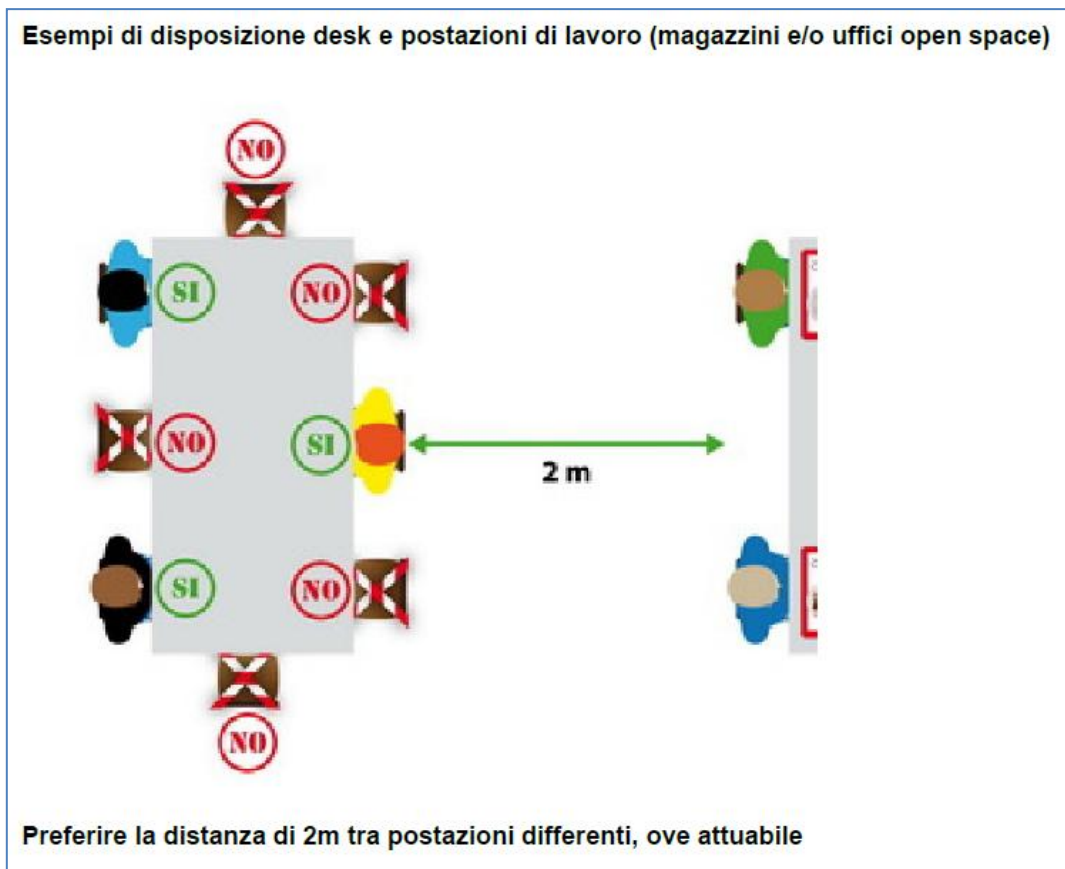 Esempi di disposizione desk e postazioni di lavoro (magazzini e/o uffici open space)
NO
SI NO
NO SI
2 m
SI NO
NO
Preferire la distanza di 2m tra postazioni differenti, ove attuabile